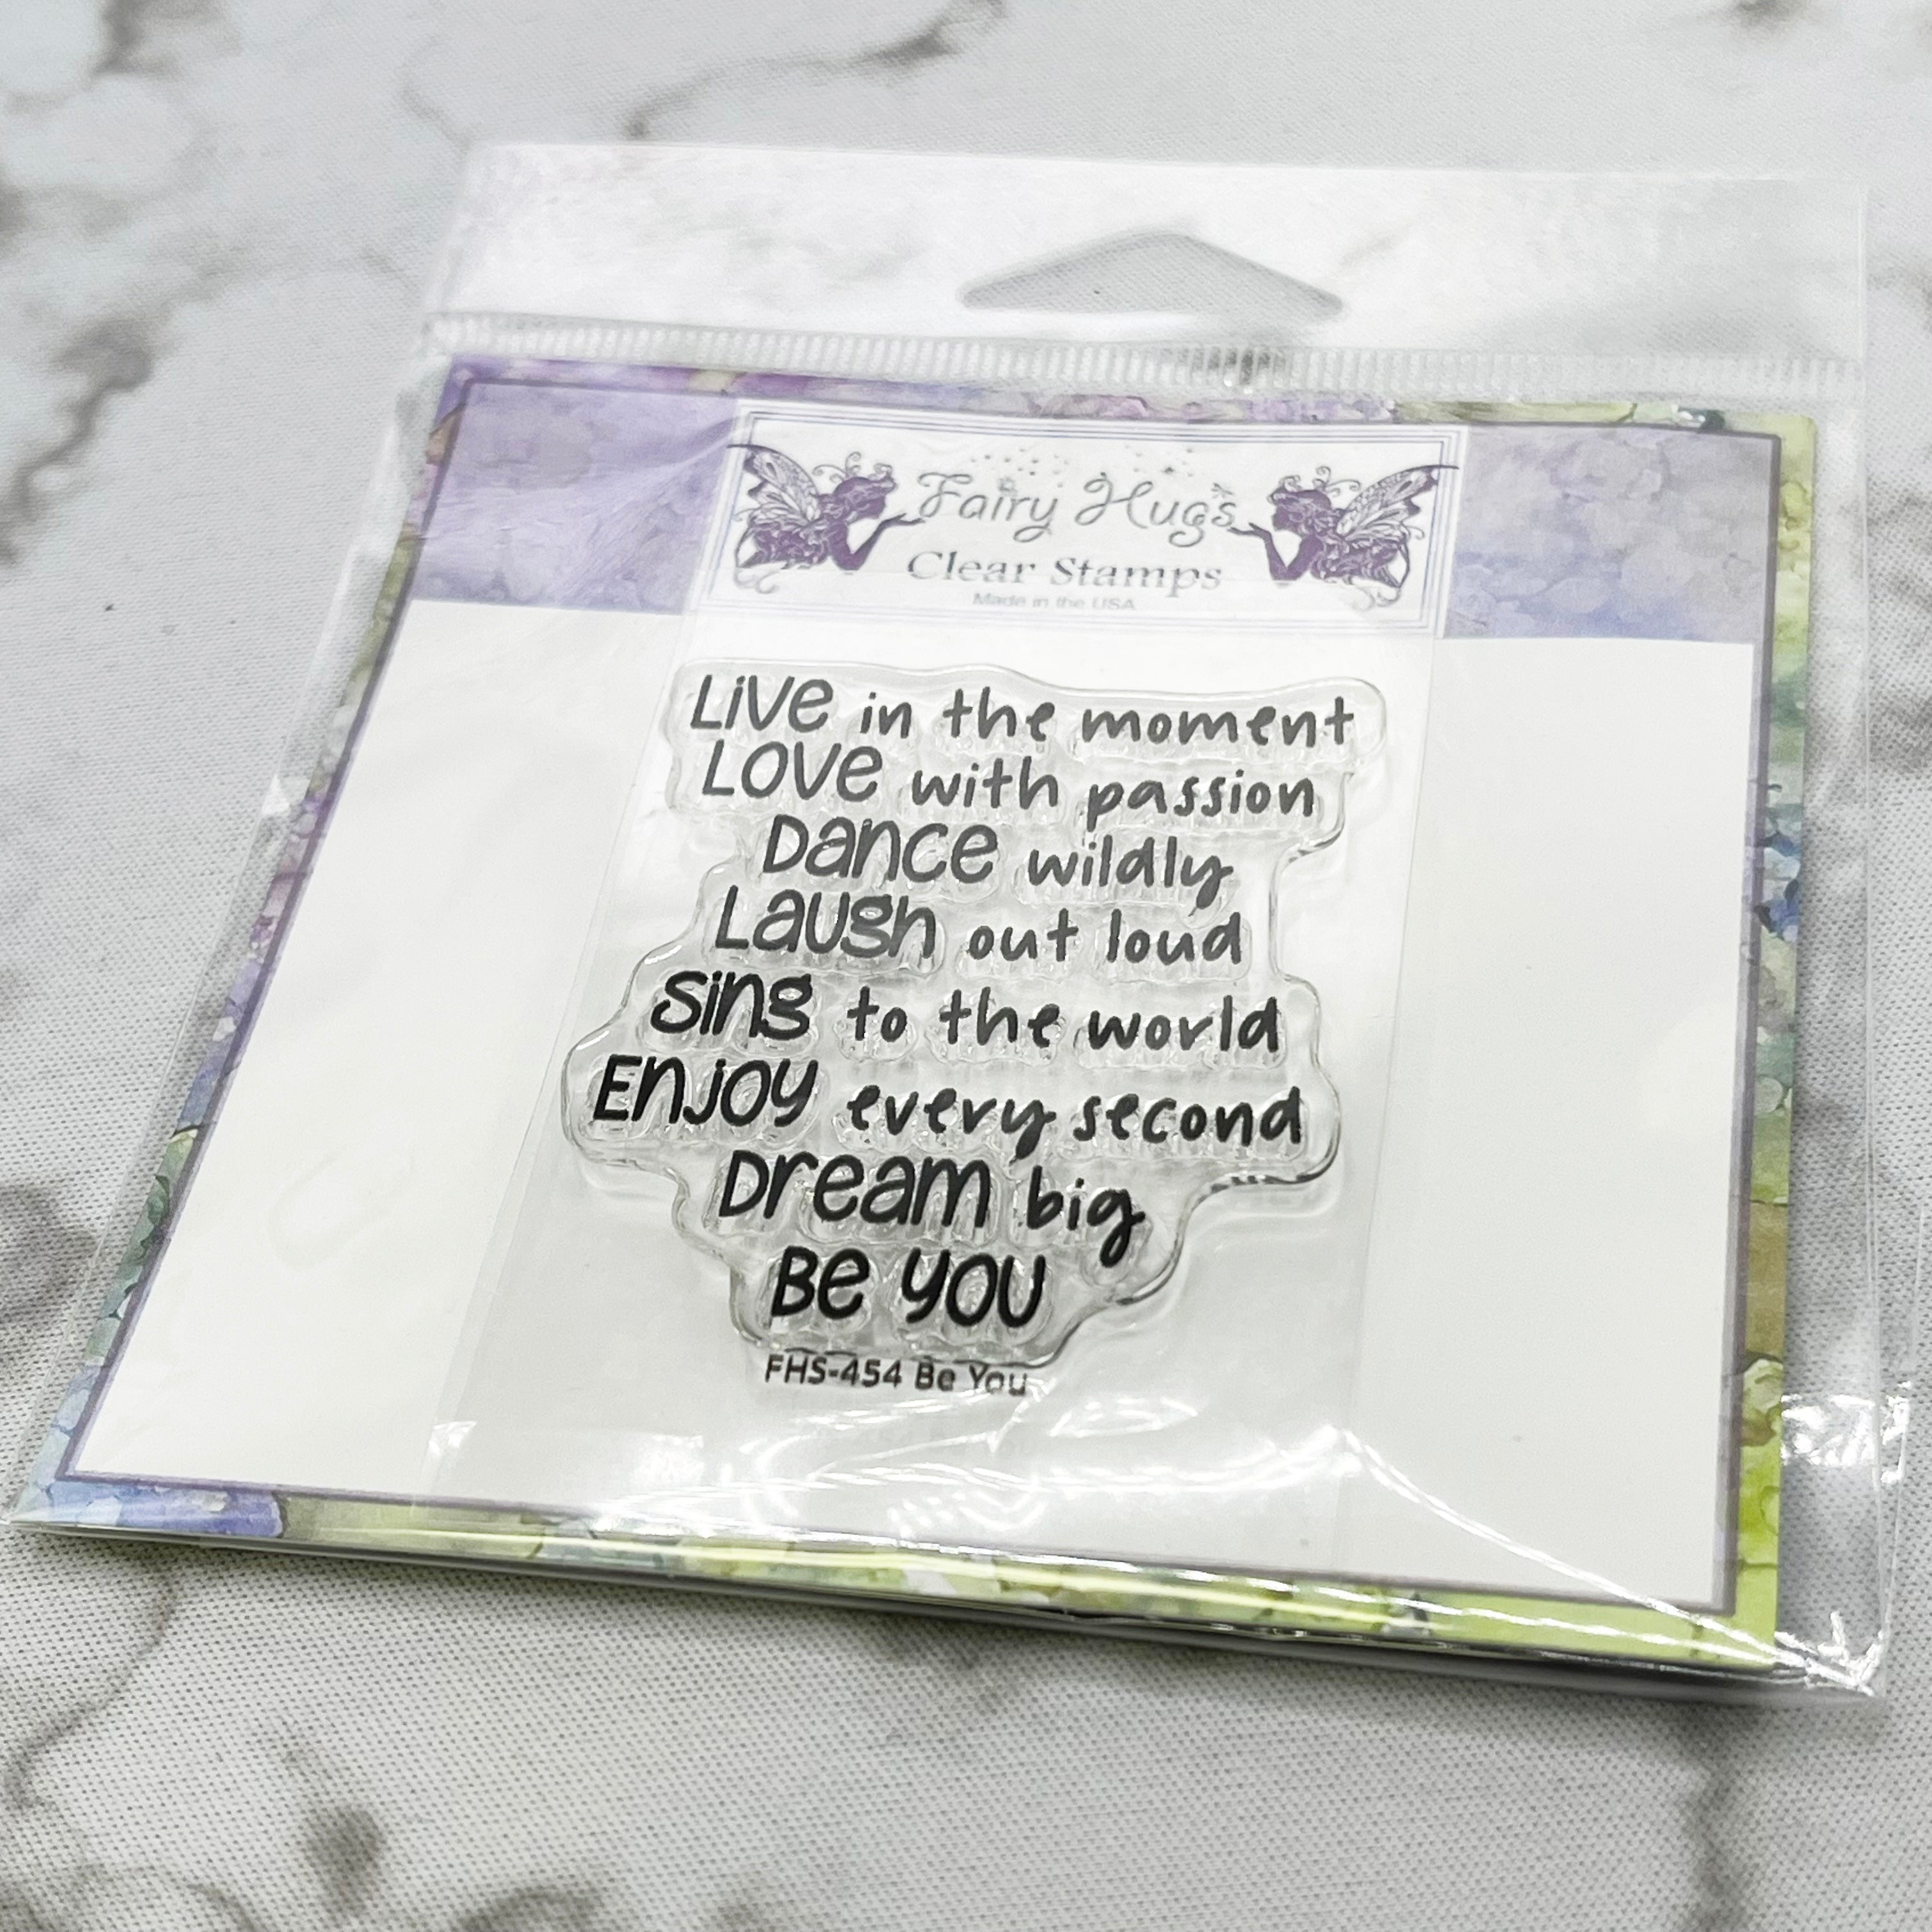 Fairy Hugs
Clear Stamps
Made in the USA
Live in the moment
Love with passion
Dance wildly
Laugh out loud
Sing to the world
Enjoy every second
Dream big
Be YOU
FHS-454 Be You